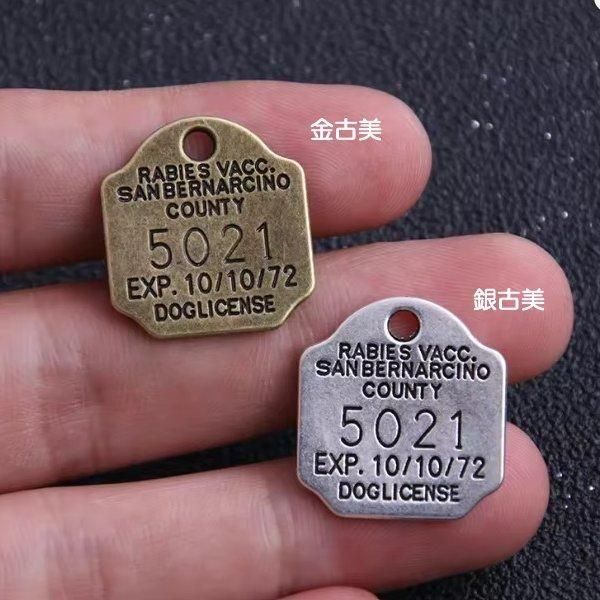 金古美
RABIES VACC.
SANBERNARCINO
COUNTY
5021
EXP. 10/10/72
DOGLICENSE
銀古美
RABIES VACC.
SANBERNARCINO
COUNTY
5021
EXP. 10/10/72
DOGLICENSE